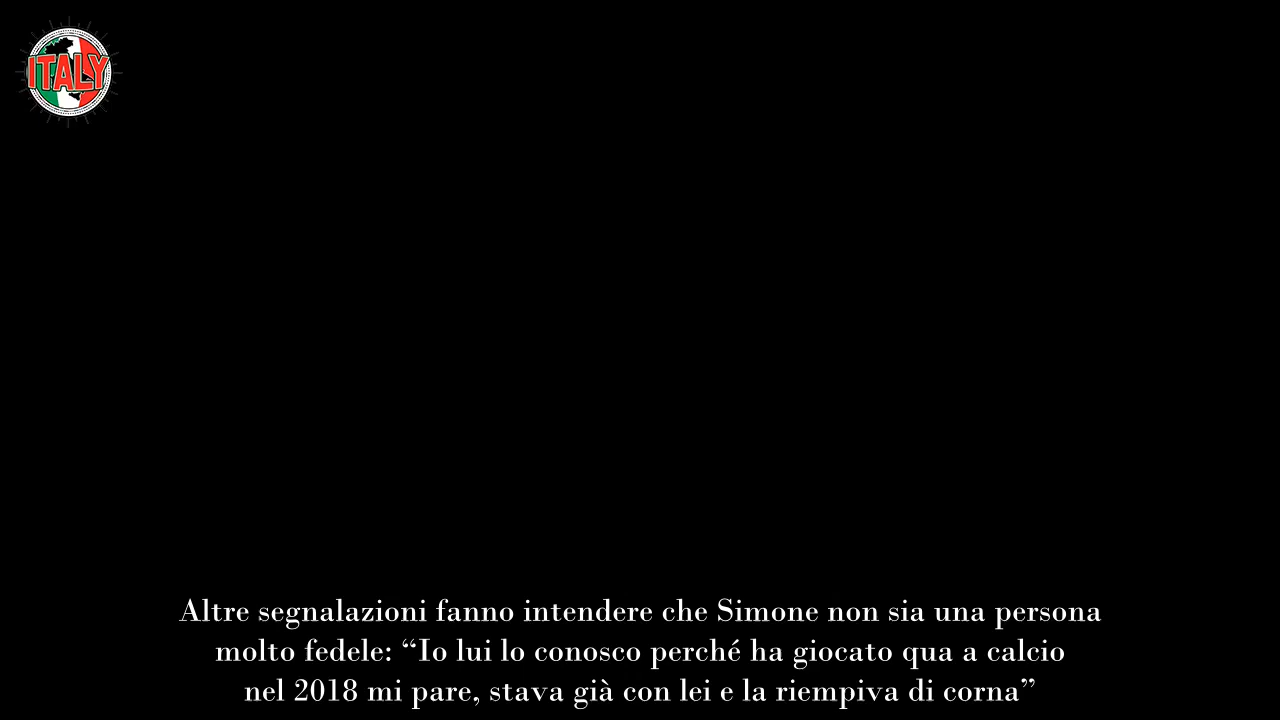 ITALY
Altre segnalazioni fanno intendere che Simone non sia una persona
molto fedele: “Io lui lo conosco perché ha giocato qua a calcio
nel 2018 mi pare, stava già con lei e la riempiva di corna”